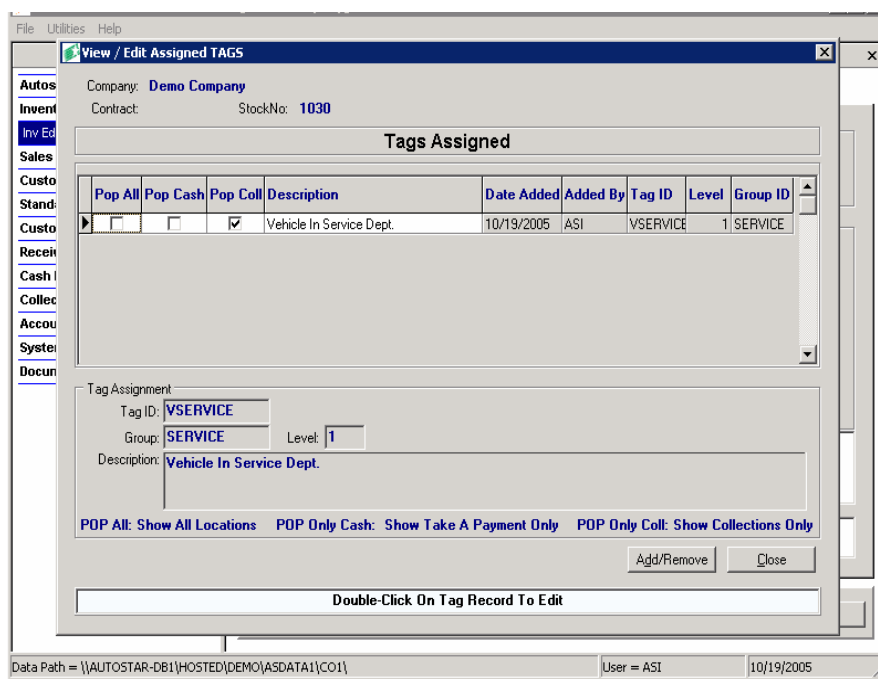 File Utilities Help
View / Edit Assigned TAGS
Company: Demo Company
Contract: StockNo: 1030
Tags Assigned
Pop All Pop Cash Pop Coll Description Date Added Added By Tag ID Level Group ID
Vehicle In Service Dept. 10/19/2005 ASI VSERVICE 1 SERVICE
Autos
Invent
Inv Ed
Sales
Custo
Stand
Custo
Recei
Cash
Collec
Accou
Syste
Docun
Tag Assignment
Tag ID: VSERVICE
Group: SERVICE Level: 1
Description: Vehicle In Service Dept.
POP All: Show All Locations POP Only Cash: Show Take A Payment Only POP Only Coll: Show Collections Only
Add/Remove Close
Double-Click On Tag Record To Edit
Data Path = \\AUTOSTAR-DB1\HOSTED\DEMO\ASDATA1\CO1\ User = ASI 10/19/2005